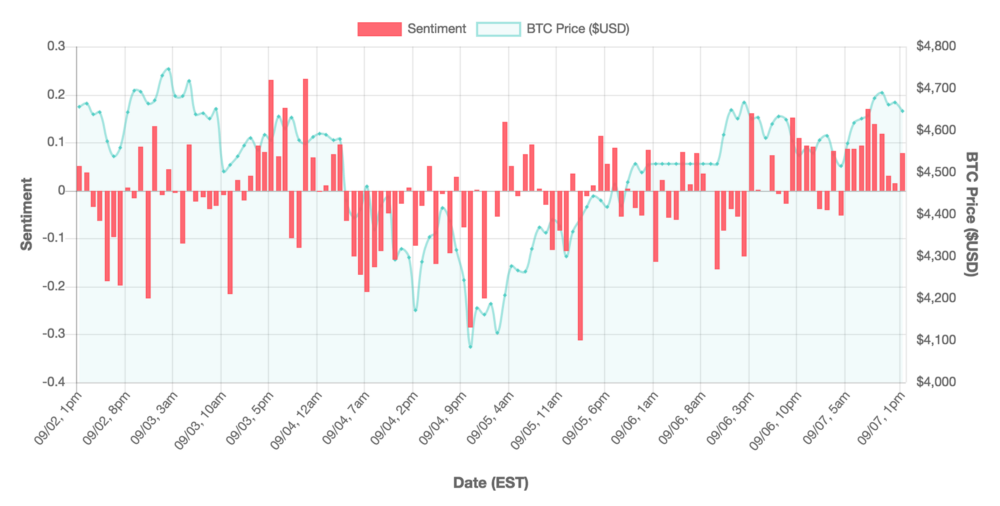 Sentiment BTC Price ($USD)
0.3 $4,800
0.2 $4,700
0.1 $4,600
0 $4,500
-0.1 $4,400
-0.2 $4,300
-0.3 $4,200
-0.4 $4,100
$4,000
Sentiment
BTC Price ($USD)
09/02, 1pm
09/02, 8pm
09/03, 3am
09/03, 10am
09/03, 5pm
09/04, 12am
09/04, 7am
09/04, 2pm
09/04, 9pm
09/05, 4am
09/05, 11am
09/05, 6pm
09/06, 1am
09/06, 8am
09/06, 3pm
09/06, 10pm
09/07, 5am
09/07, 1pm
Date (EST)